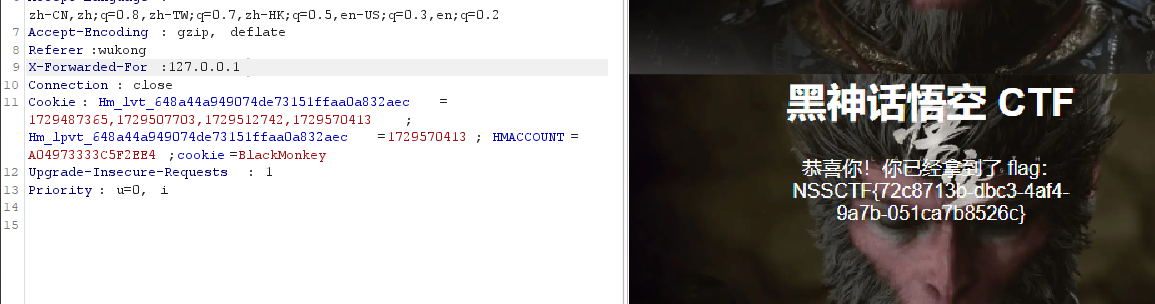 zh-CN,zh;q=0.8,zh-TW;q=0.7,zh-HK;q=0.5,en-US;q=0.3,en;q=0.2
7 Accept-Encoding : gzip, deflate
8 Referer :wukong
9 X-Forwarded-For :127.0.0.1
10 Connection : close
11 Cookie : Hm_lvt_648a44a949074de73151ffaa0a832aec =
1729487365,1729507703,1729512742,1729570413 ;
Hm_lpvt_648a44a949074de73151ffaa0a832aec =1729570413 ; HMACCOUNT =
A04973333C5F2EE4 ;cookie =BlackMonkey
12 Upgrade-Insecure-Requests : 1
13 Priority : u=0, i
14
15
黑神话悟空 CTF
恭喜你！你已经拿到了 flag：
NSSCTF{72c8713b-dbc3-4af4-
9a7b-051ca7b8526c}